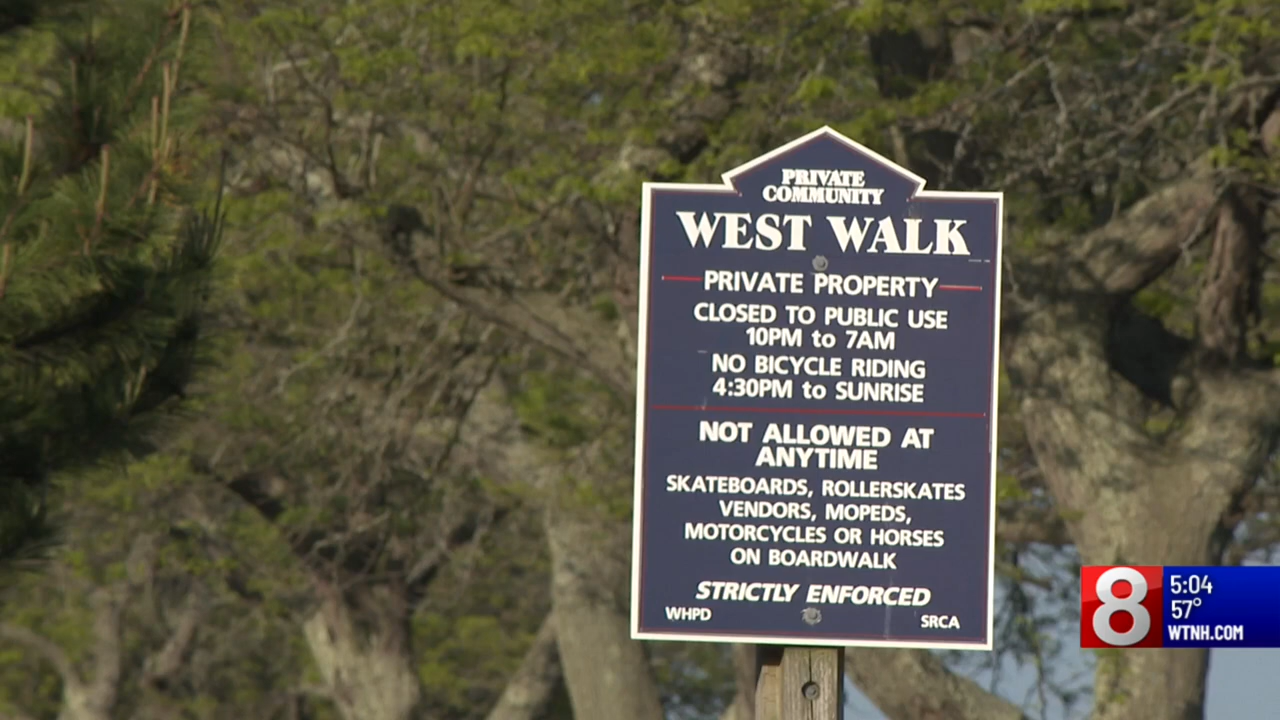 PRIVATE
COMMUNITY
WEST WALK
PRIVATE PROPERTY
CLOSED TO PUBLIC USE
10PM to 7AM
NO BICYCLE RIDING
4:30PM to SUNRISE
NOT ALLOWED AT
ANYTIME
SKATEBOARDS, ROLLERSKATES
VENDORS, MOPEDS,
MOTORCYCLES OR HORSES
ON BOARDWALK
STRICTLY ENFORCED
WHPD SRCA
8 5:04
57°
WTNH.COM